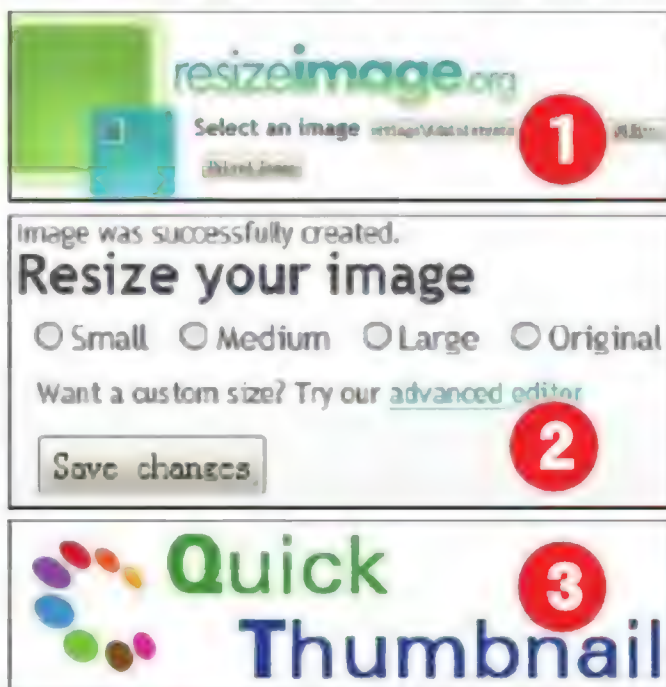 resizeimage.org
Select an image
1
Image was successfully created.
Resize your image
Small Medium Large Original
Want a custom size? Try our advanced editor
2
Save changes
Quick
3
Thumbnail